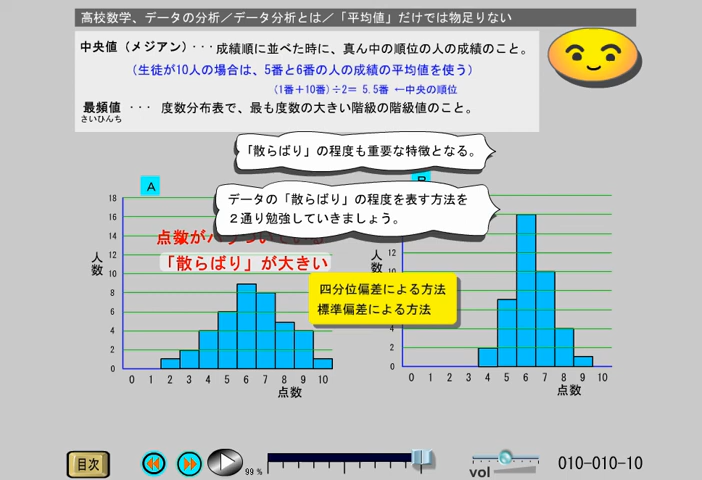 高校数学、データの分析／データ分析とは／「平均値」だけでは物足りない
中央値（メジアン）･･･成績順に並べた時に、真ん中の順位の人の成績のこと。
（生徒が10人の場合は、5番と6番の人の成績の平均値を使う）
(1番＋10番)÷2＝ 5.5番 ←中央の順位
最頻値 ･･･ 度数分布表で、最も度数の大きい階級の階級値のこと。
さいひんち
「散らばり」の程度も重要な特徴となる。
データの「散らばり」の程度を表す方法を
２通り勉強していきましょう。
A
点数が
「散らばり」が大きい
四分位偏差による方法
標準偏差による方法
人数
18
16
14
12
10
8
6
4
2
0
0 1 2 3 4 5 6 7 8 9 10
点数
人数
12
10
8
6
4
2
0
0 1 2 3 4 5 6 7 8 9 10
点数
目次
99 %
vol
010-010-10